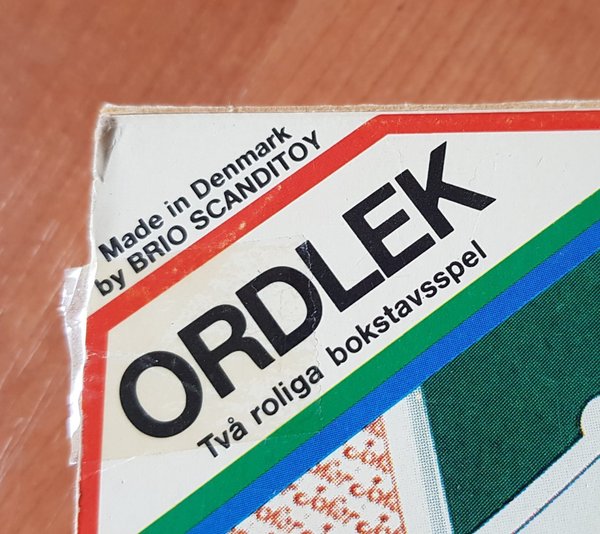 Made in Denmark
by BRIO SCANDITOY
ORDLEK
Två roliga bokstavsspel